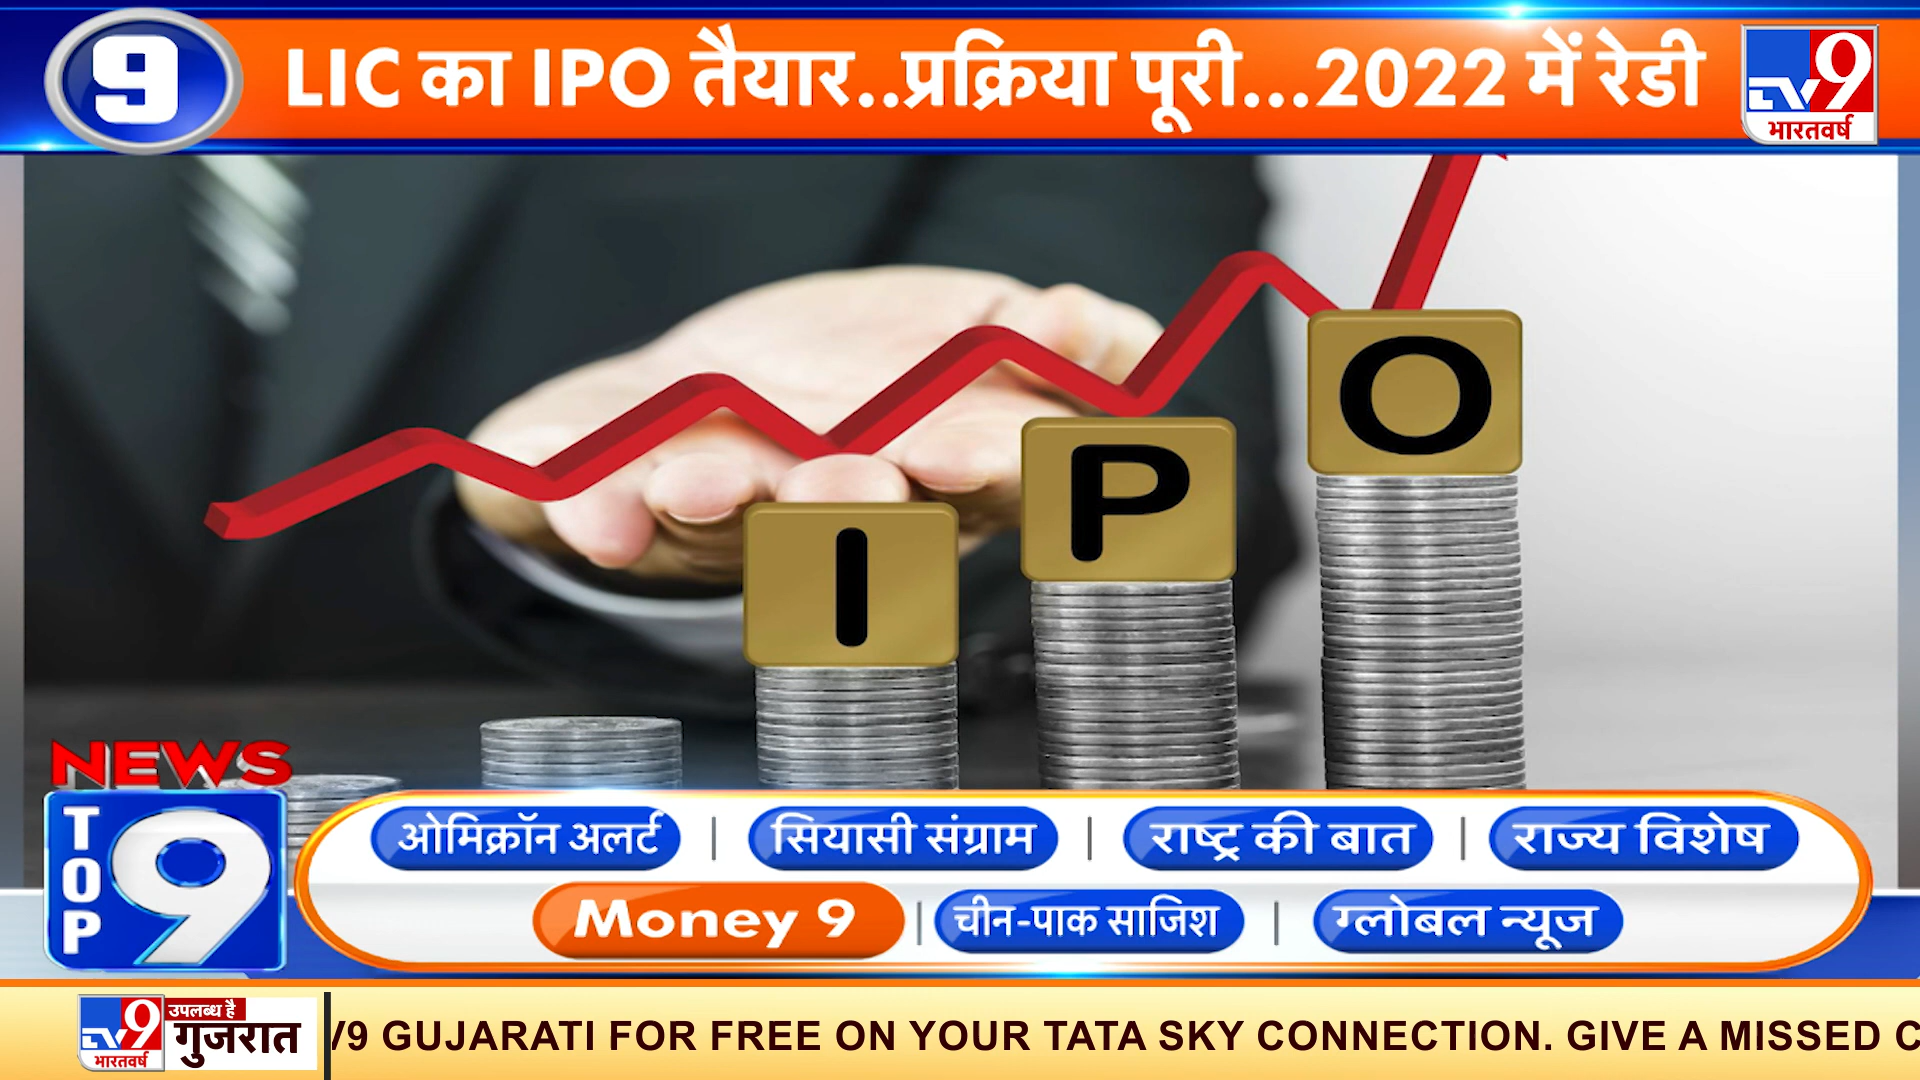 9
LIC का IPO तैयार..प्रक्रिया पूरी...2022 में रेडी
TV9
भारतवर्ष
I
P
O
NEWS
TOP 9
ओमिक्रॉन अलर्ट | सियासी संग्राम | राष्ट्र की बात | राज्य विशेष
Money 9 | चीन-पाक साजिश | ग्लोबल न्यूज
TV9
भारतवर्ष
उपलब्ध है
गुजरात
V9 GUJARATI FOR FREE ON YOUR TATA SKY CONNECTION. GIVE A MISSED C